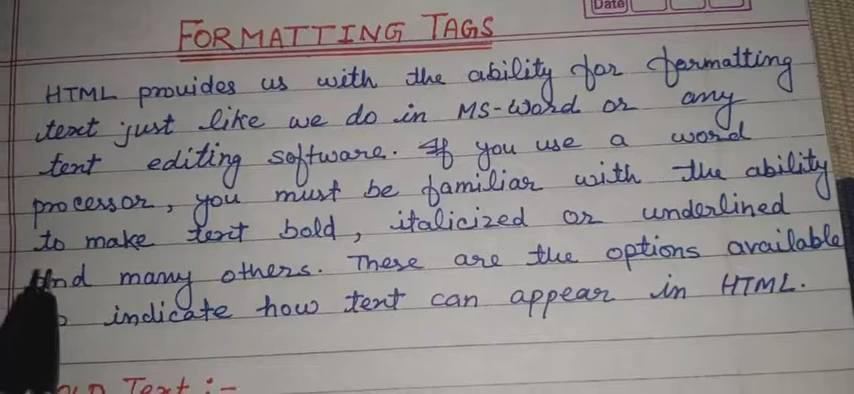 Date
FORMATTING TAGS
HTML provides us with the ability for formatting
text just like we do in MS-Word or any
text editing software. If you use a word
processor, you must be familiar with the ability
to make text bold, italicized or underlined
and many others. These are the options available
indicate how text can appear in HTML.
Text :-